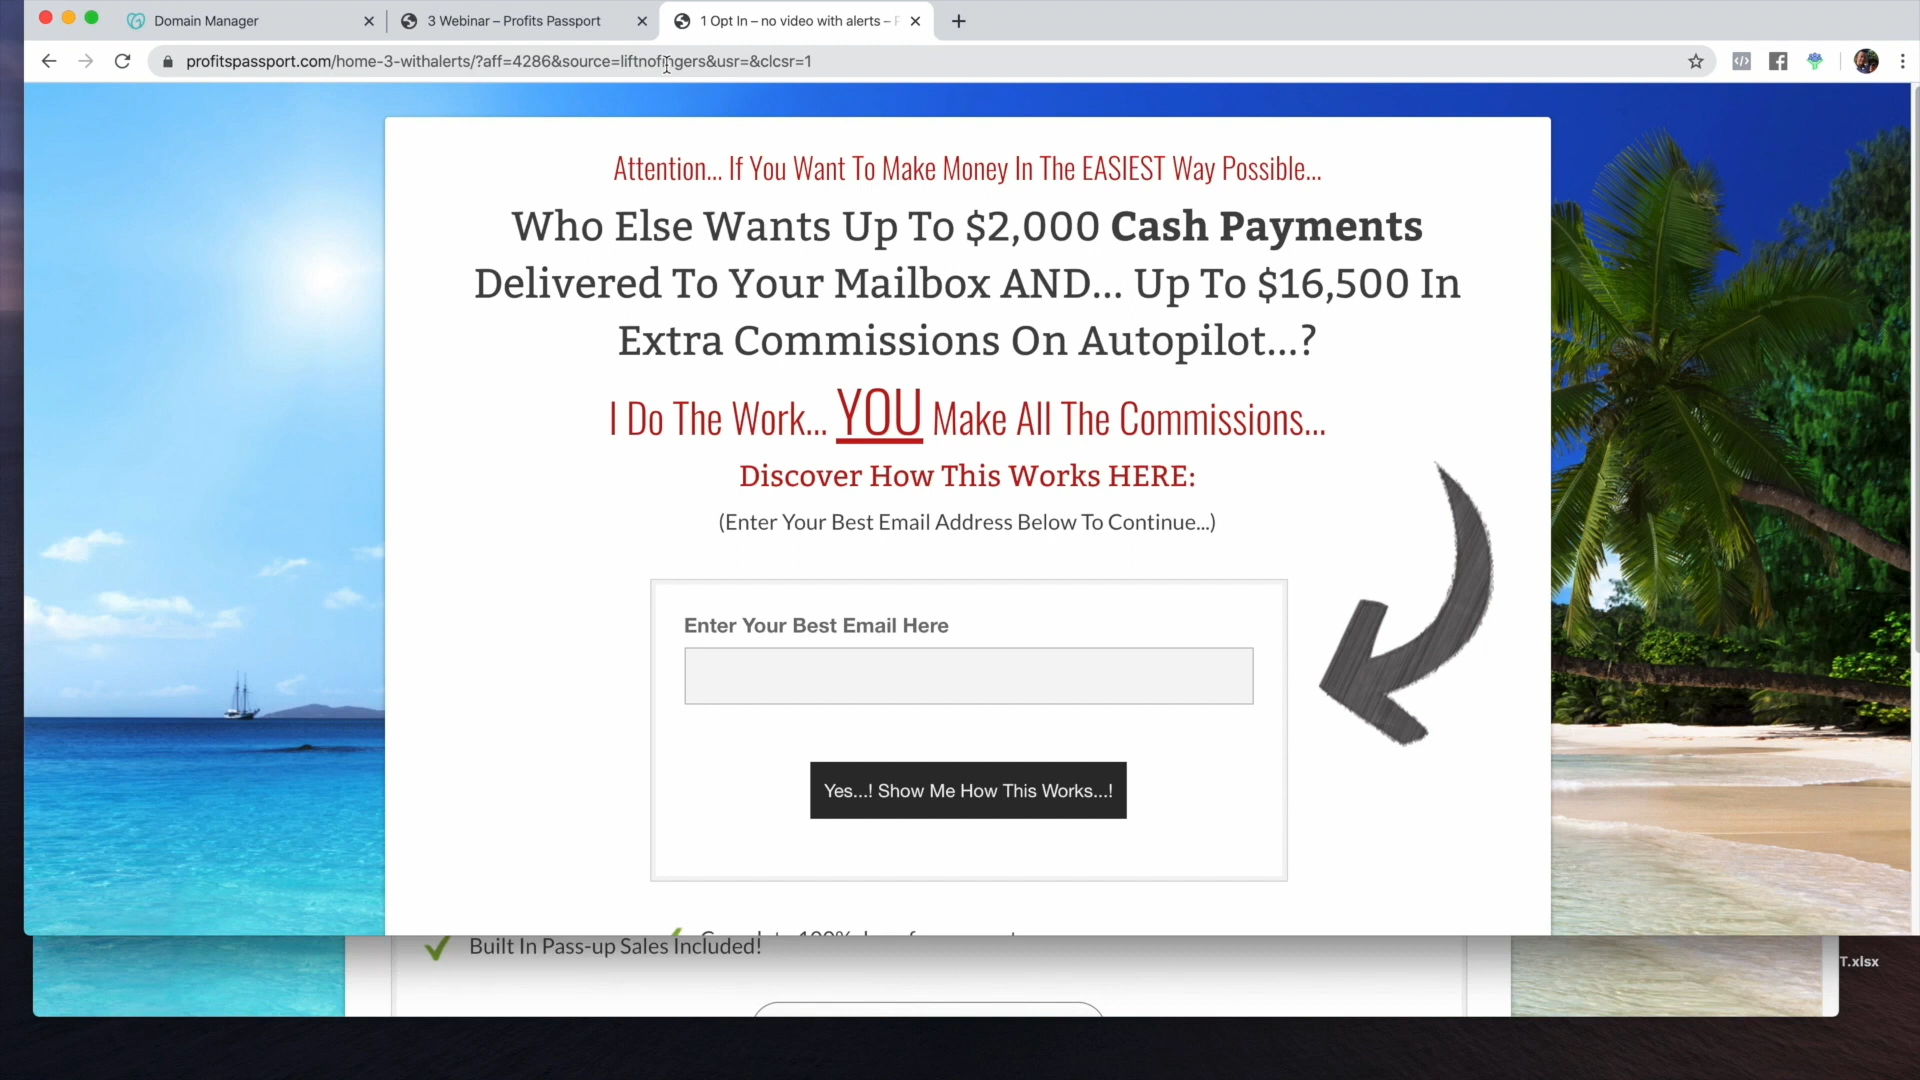 Domain Manager
3 Webinar – Profits Passport
1 Opt In – no video with alerts –
profitspassport.com/home-3-withalerts/?aff=4286&source=liftnofingers&usr=&clcsr=1
Attention... If You Want To Make Money In The EASIEST Way Possible...
Who Else Wants Up To $2,000 Cash Payments
Delivered To Your Mailbox AND... Up To $16,500 In
Extra Commissions On Autopilot...?
I Do The Work... YOU Make All The Commissions...
Discover How This Works HERE:
(Enter Your Best Email Address Below To Continue...)
Enter Your Best Email Here
Yes...! Show Me How This Works...!
Built In Pass-up Sales Included!
T.xlsx